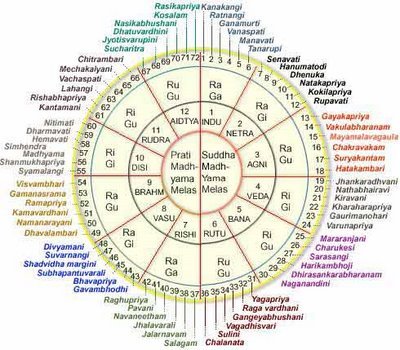 Rasikapriya
Kosalam
Nasikabhushani
Dhatuvardhini
Jyotisvarupini
Sucharitra
Kanakangi
Ratnangi
Ganamurti
Vanaspati
Manavati
Tanarupi
Senavati
Hanumatodi
Dhenuka
Natakapriya
Kokilapriya
Rupavati
Gayakapriya
Vakulabharanam
Mayamalavagaula
Chakravakam
Suryakantam
Hatakambari
Jhankaradhvani
Nathabhairavi
Kiravani
Kharaharapriya
Gaurimanohari
Varunapriya
Mararanjani
Charukesi
Sarasangi
Harikambhoji
Dhirasankarabharanam
Naganandini
Yagapriya
Raga vardhani
Gangeyabhushani
Vagadhisvari
Sulini
Chalanata
Salagam
Jalarnavam
Jhalavarali
Navaneedham
Pavani
Raghupriya
Gavambhodhi
Bhavapriya
Subhapantuvarali
Shadvidha margini
Suvarnangi
Divyamani
Dhavalambari
Namanarayani
Kamavardhani
Ramapriya
Gamanasrama
Visvambhari
Syamalangi
Shanmukhapriya
Simhendra
Madhyama
Hemavati
Dharmavati
Nitimati
Kantamani
Rishabhapriya
Lahangi
Vachaspati
Mechakalyani
Chitrambari
1 2 3 4 5 6 7 8 9 10 11 12 13 14 15 16 17 18 19 20 21 22 23 24 25 26 27 28 29 30 31 32 33 34 35 36 37 38 39 40 41 42 43 44 45 46 47 48 49 50 51 52 53 54 55 56 57 58 59 60 61 62 63 64 65 66 67 68 69 70 71 72
Ra
Ga
Ra
Gi
Ra
Gu
Ri
Gi
Ri
Gu
Ru
Gu
Ra
Ga
Ra
Gi
Ra
Gu
Ri
Gi
Ri
Gu
Ru
Gu
1
INDU
2
NETRA
3
AGNI
4
VEDA
5
BANA
6
RUTU
7
RISHI
8
VASU
9
BRAHM
10
DISI
11
RUDRA
12
AIDTYA
Prati
Madh-
yama
Melas
Suddha
Madh-
Yama
Melas